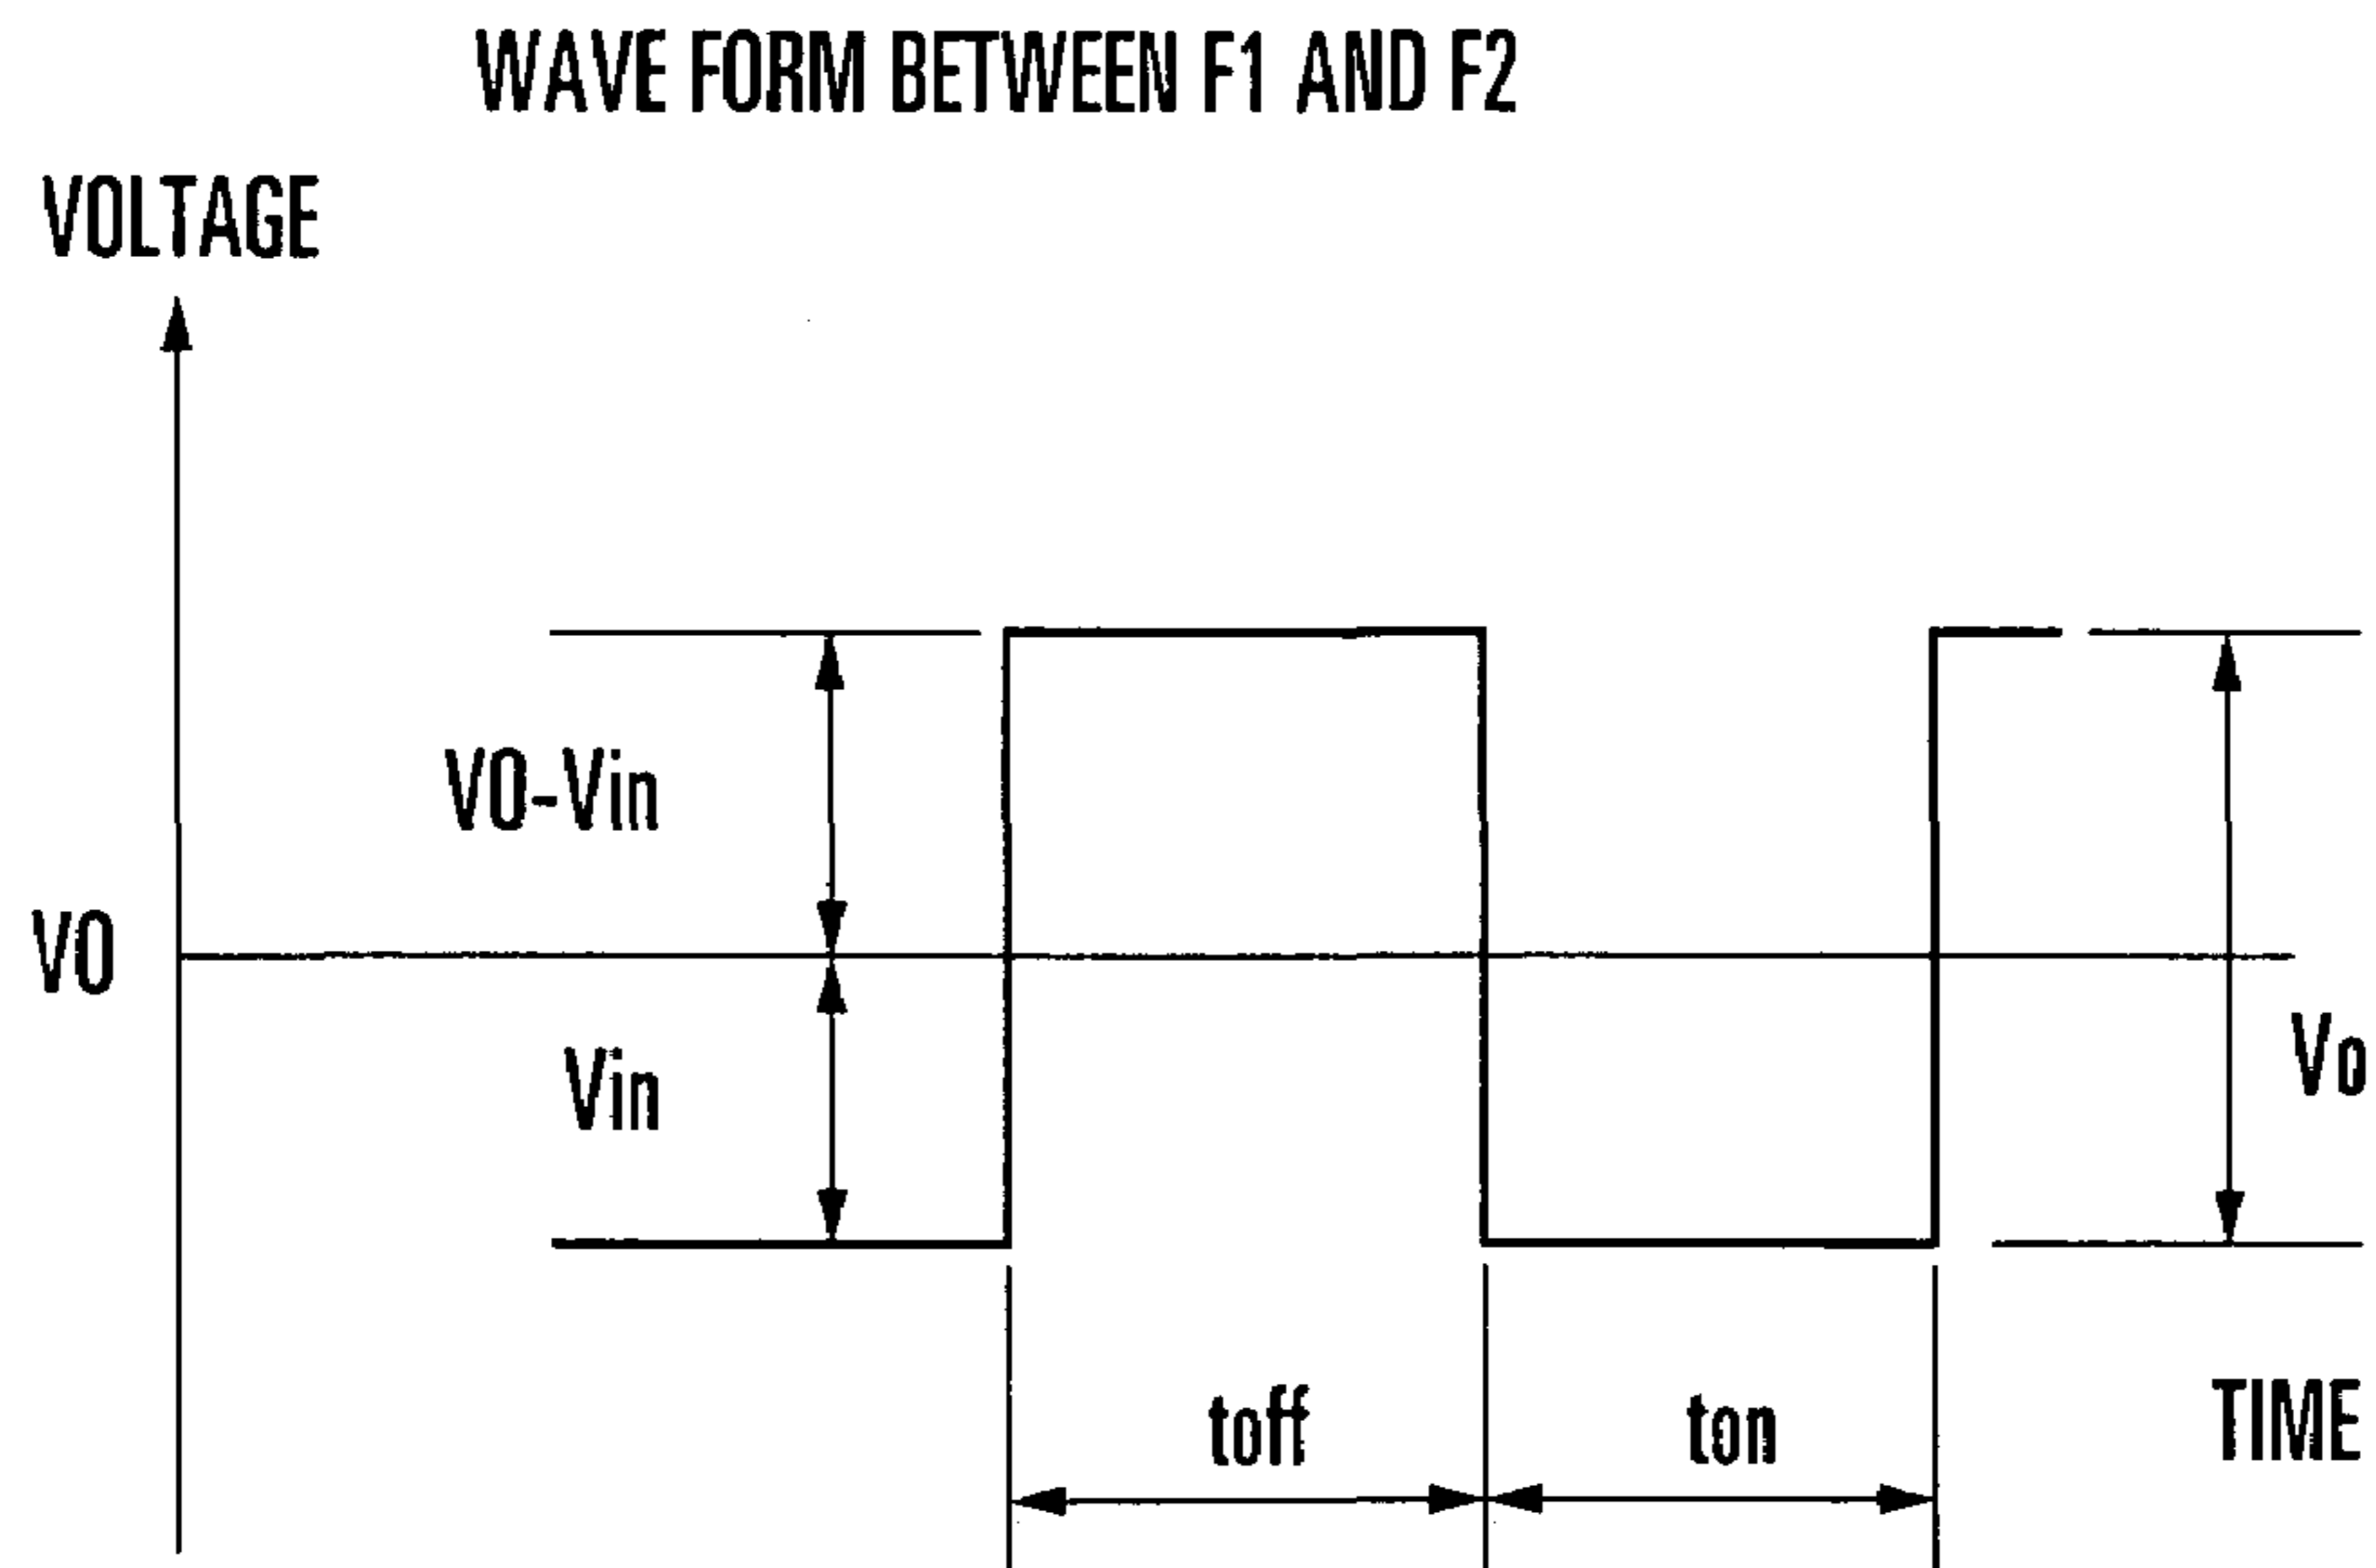 WAVE FORM BETWEEN F1 AND F2
VOLTAGE
V0-Vin
V0
Vin
Vo
toff
ton
TIME